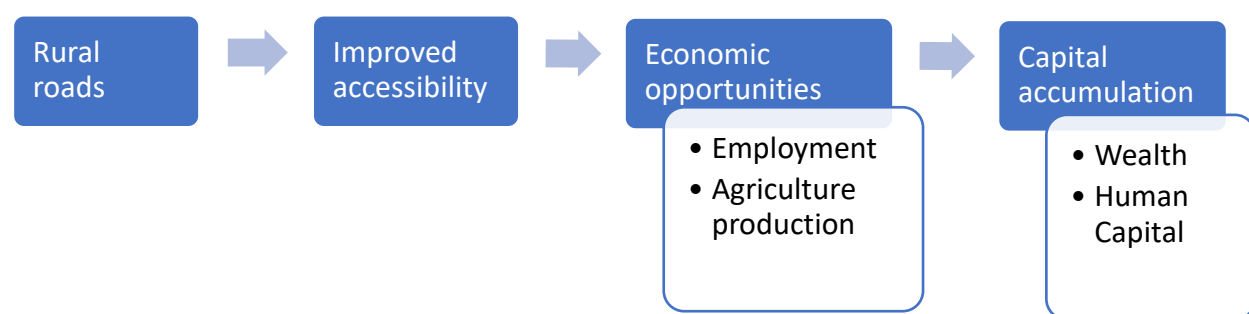 Rural
roads
Improved
accessibility
Economic
opportunities
• Employment
• Agriculture
production
Capital
accumulation
• Wealth
• Human
Capital